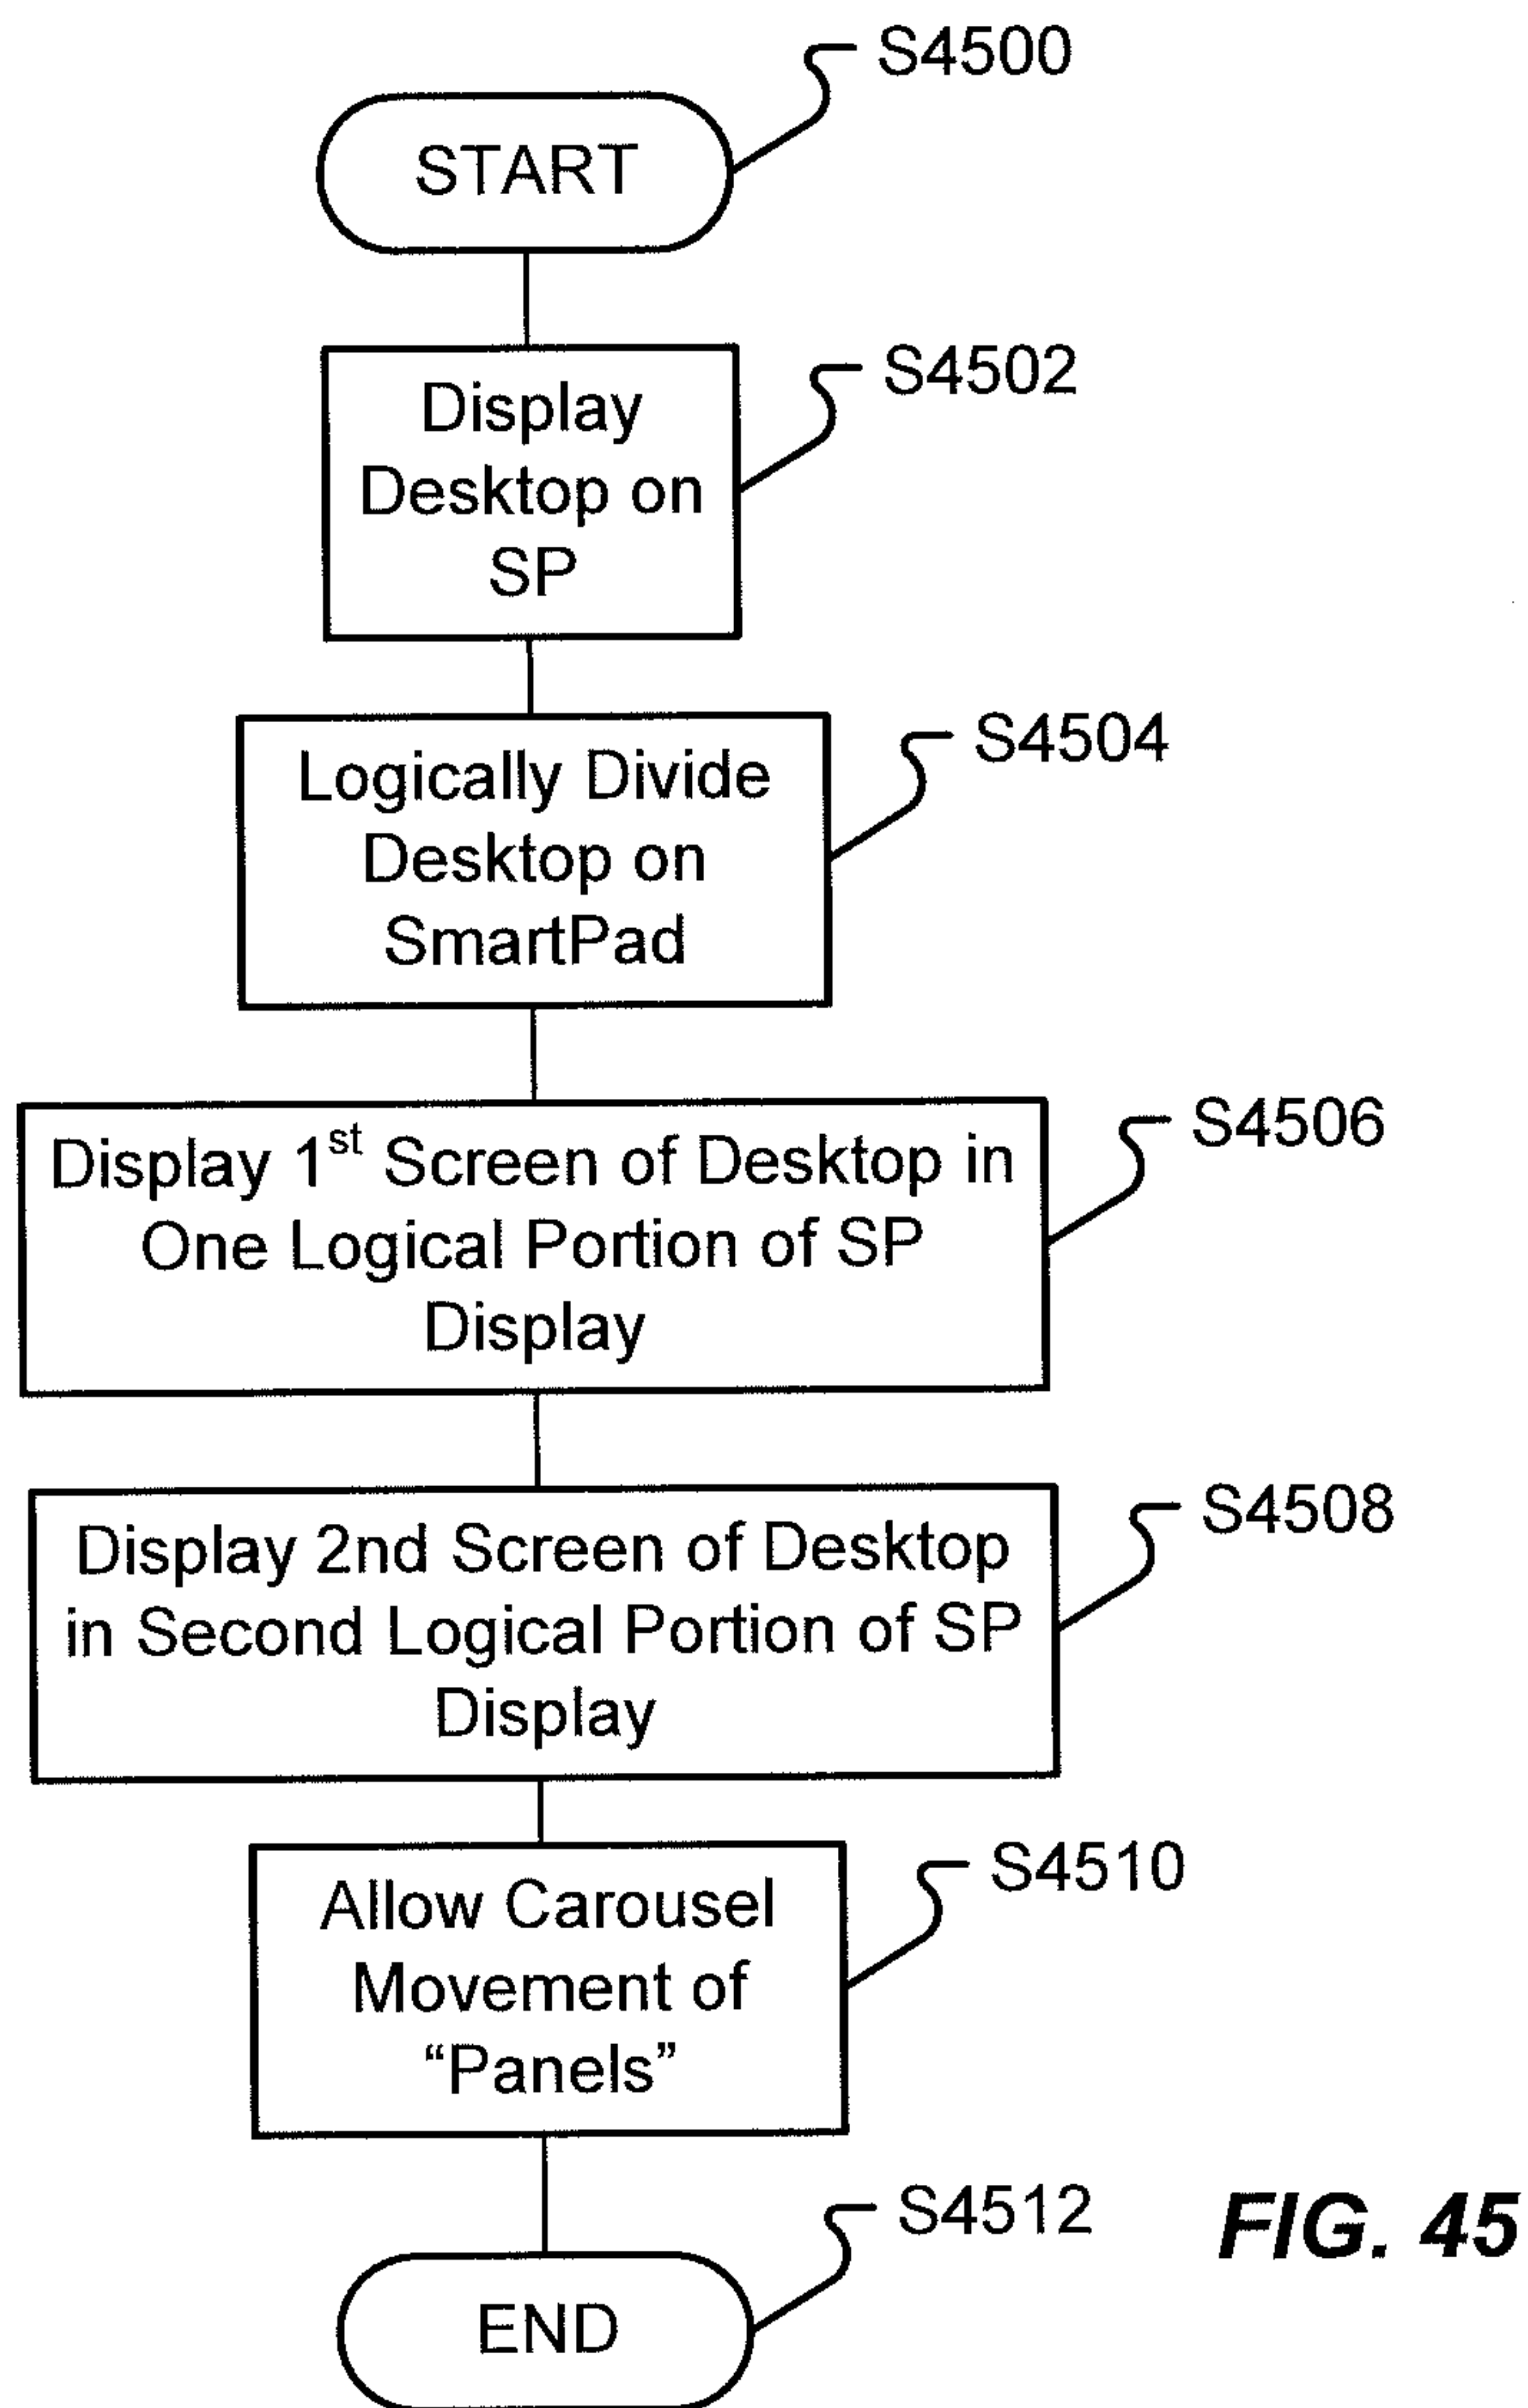 S4500
START
S4502
Display
Desktop on
SP
S4504
Logically Divide
Desktop on
SmartPad
S4506
Display 1st Screen of Desktop in
One Logical Portion of SP
Display
S4508
Display 2nd Screen of Desktop
in Second Logical Portion of SP
Display
S4510
Allow Carousel
Movement of
“Panels”
S4512
END
FIG. 45